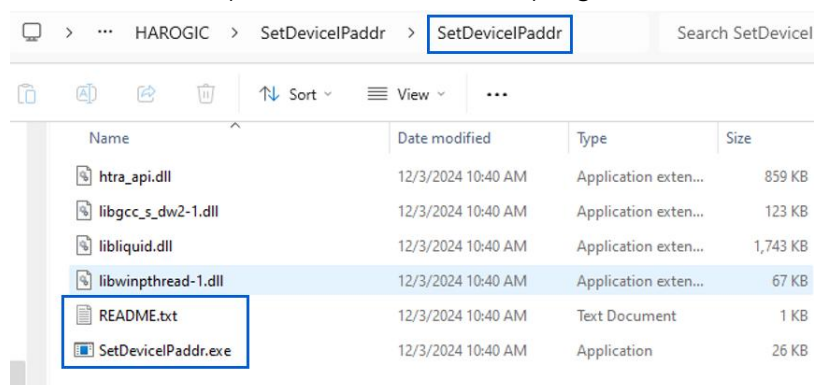 > ... HAROGIC > SetDeviceIPaddr > SetDeviceIPaddr Search SetDeviceI
Sort View ...
Name Date modified Type Size
htra_api.dll 12/3/2024 10:40 AM Application exten... 859 KB
libgcc_s_dw2-1.dll 12/3/2024 10:40 AM Application exten... 123 KB
libliquid.dll 12/3/2024 10:40 AM Application exten... 1,743 KB
libwinpthread-1.dll 12/3/2024 10:40 AM Application exten... 67 KB
README.txt 12/3/2024 10:40 AM Text Document 1 KB
SetDeviceIPaddr.exe 12/3/2024 10:40 AM Application 26 KB